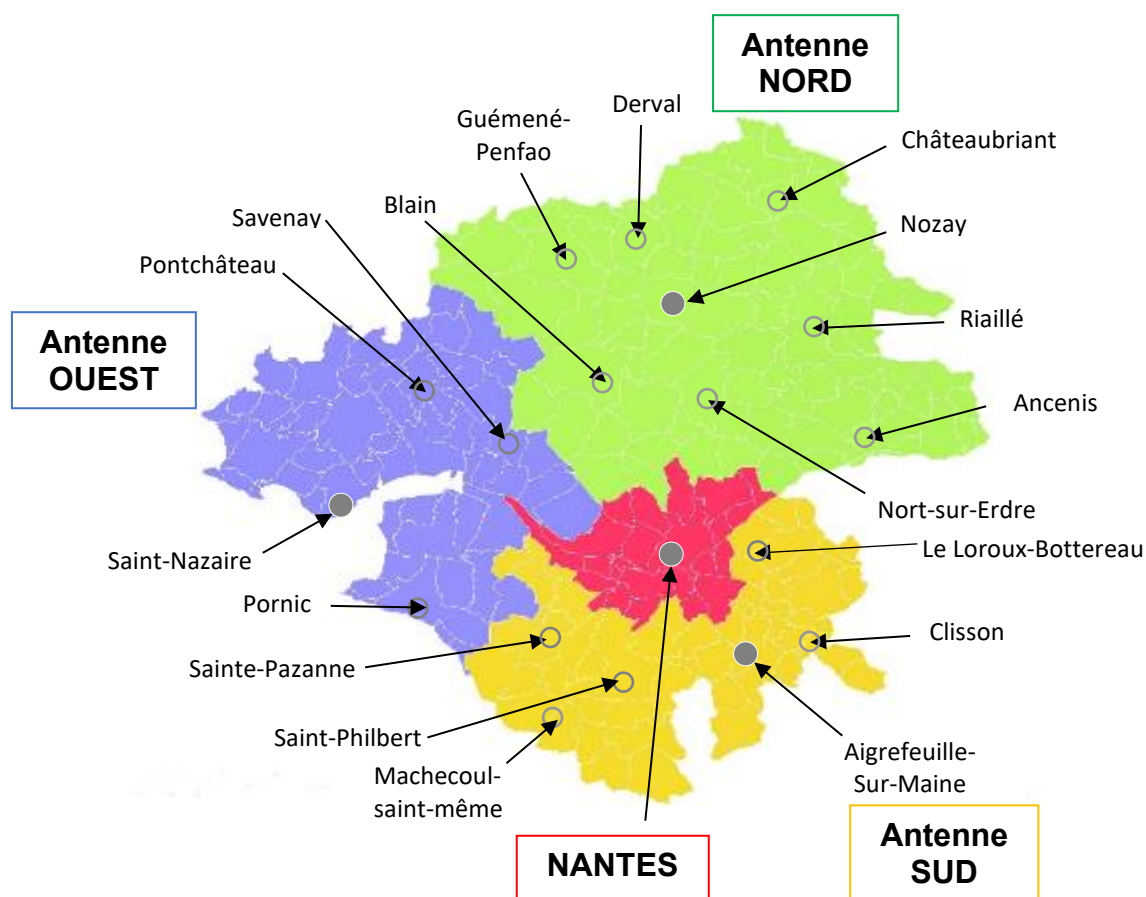 Antenne
NORD
Derval
Guémené-
Penfao
Châteaubriant
Blain
Savenay
Nozay
Pontchâteau
Riaillé
Antenne
OUEST
Ancenis
Nort-sur-Erdre
Le Loroux-Bottereau
Saint-Nazaire
Pornic
Clisson
Sainte-Pazanne
Saint-Philbert
Machecoul-
saint-même
Aigrefeuille-
Sur-Maine
NANTES
Antenne
SUD